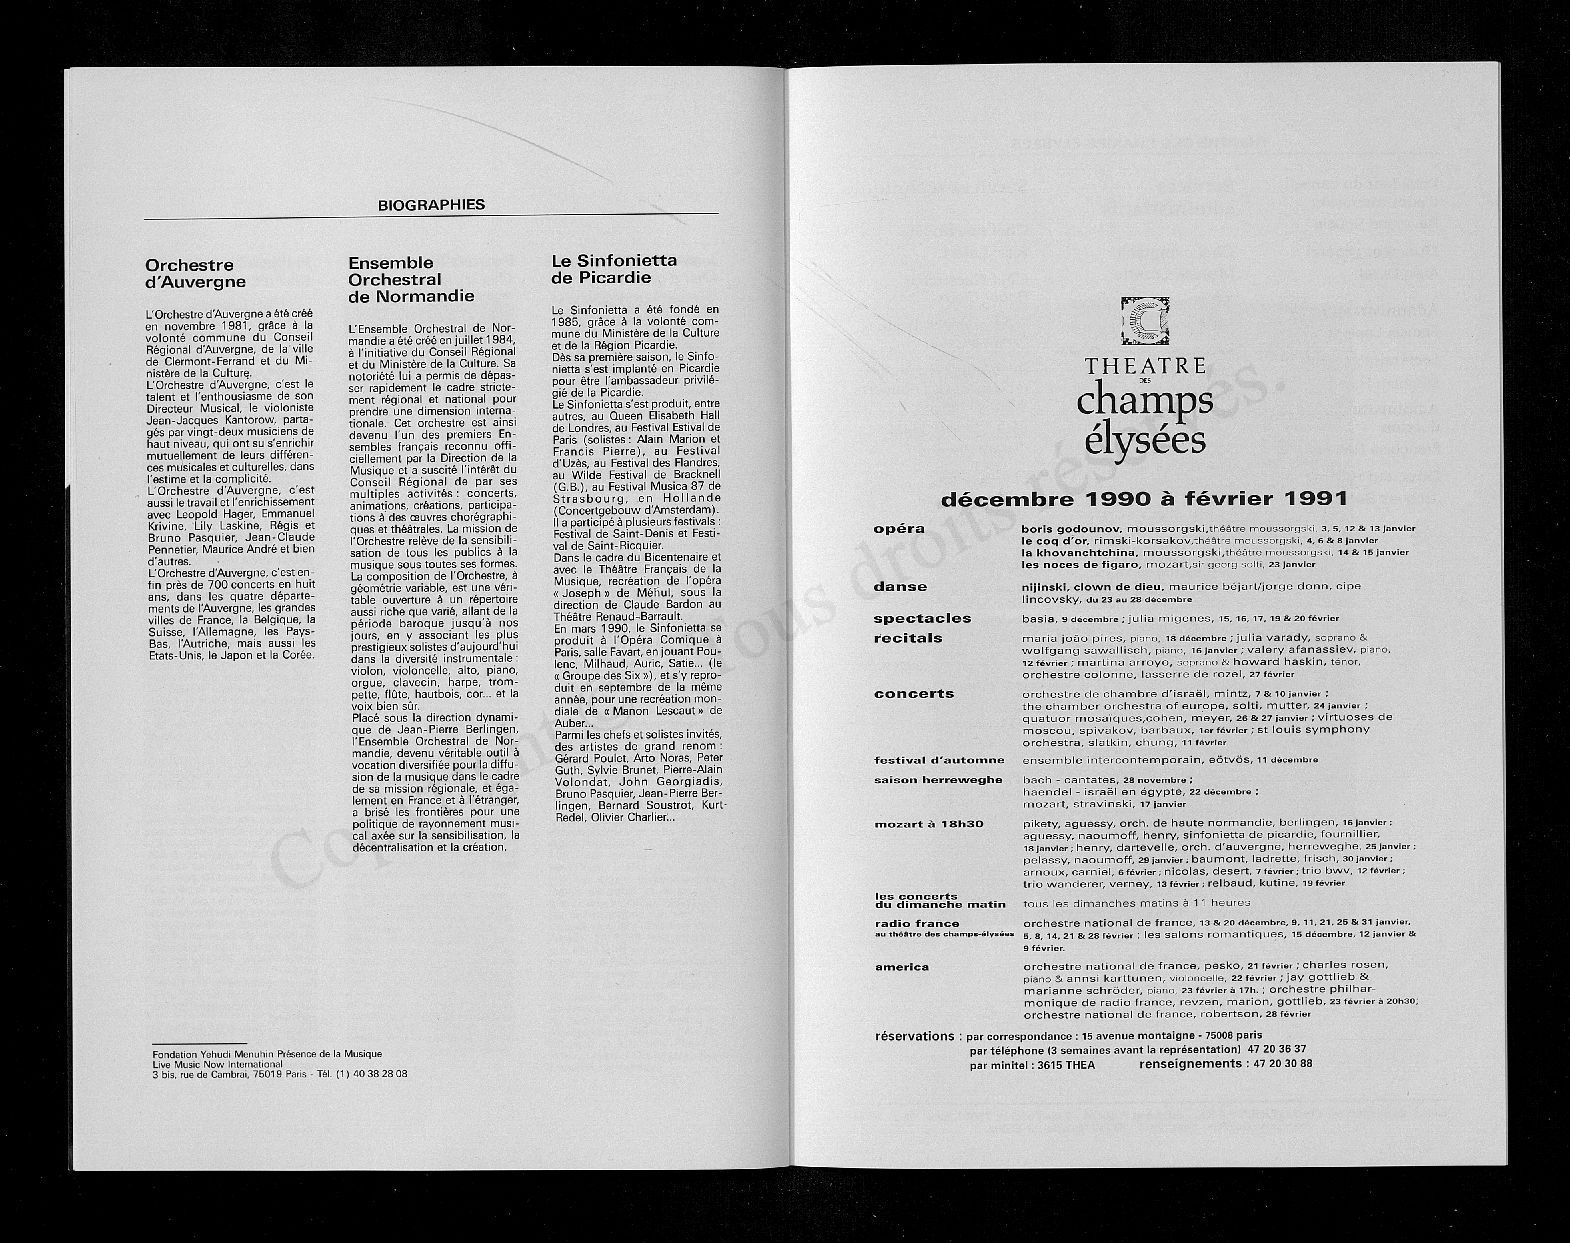 BIOGRAPHIES
Orchestre
d'Auvergne
L'Orchestre d'Auvergne a été créé
en novembre 1981, grâce à la
volonté commune du Conseil
Régional d'Auvergne, de la ville
de Clermont-Ferrand et du Mi-
nistère de la Culture.
L'Orchestre d'Auvergne, c'est le
talent et l'enthousiasme de son
Directeur Musical, le violoniste
Jean-Jacques Kantorow, parta-
gés par vingt-deux musiciens de
haut niveau, qui ont su s'enrichir
mutuellement de leurs différen-
ces musicales et culturelles, dans
l'estime et la complicité.
L'Orchestre d'Auvergne, c'est
aussi le travail et l'enrichissement
avec Leopold Hager, Emmanuel
Krivine, Lily Laskine, Régis et
Bruno Pasquier, Jean-Claude
Pennetier, Maurice André et bien
d'autres.
L'Orchestre d'Auvergne, c'est en-
fin près de 700 concerts en huit
ans, dans les quatre départe-
ments de l'Auvergne, les grandes
villes de France, la Belgique, la
Suisse, l'Allemagne, les Pays-
Bas, l'Autriche, mais aussi les
Etats-Unis, le Japon et la Corée.
Ensemble
Orchestral
de Normandie
L'Ensemble Orchestral de Nor-
mandie a été créé en juillet 1984,
à l'initiative du Conseil Régional
et du Ministère de la Culture. Sa
notoriété lui a permis de dépas-
ser rapidement le cadre stricte-
ment régional et national pour
prendre une dimension interna-
tionale. Cet orchestre est ainsi
devenu l'un des premiers En-
sembles français reconnu offi-
ciellement par la Direction de la
Musique et a suscité l'intérêt du
Conseil Régional de par ses
multiples activités : concerts,
animations, créations, participa-
tions à des œuvres chorégraphi-
ques et théâtrales. La mission de
l'Orchestre relève de la sensibili-
sation de tous les publics à la
musique sous toutes ses formes.
La composition de l'Orchestre, à
géométrie variable, est une véri-
table ouverture à un répertoire
aussi riche que varié, allant de la
période baroque jusqu'à nos
jours, en y associant les plus
prestigieux solistes d'aujourd'hui
dans la diversité instrumentale :
violon, violoncelle, alto, piano,
orgue, clavecin, harpe, trom-
pette, flûte, hautbois, cor... et la
voix bien sûr.
Placé sous la direction dynami-
que de Jean-Pierre Berlingen,
l'Ensemble Orchestral de Nor-
mandie, devenu véritable outil à
vocation diversifiée pour la diffu-
sion de la musique dans le cadre
de sa mission régionale, et éga-
lement en France et à l'étranger,
a brisé les frontières pour une
politique de rayonnement musi-
cal axée sur la sensibilisation, la
décentralisation et la création.
Le Sinfonietta
de Picardie
Le Sinfonietta a été fondé en
1985, grâce à la volonté com-
mune du Ministère de la Culture
et de la Région Picardie.
Dès sa première saison, le Sinfo-
nietta s'est implanté en Picardie
pour être l'ambassadeur privilé-
gié de la Picardie.
Le Sinfonietta s'est produit, entre
autres, au Queen Elisabeth Hall
de Londres, au Festival Estival de
Paris (solistes : Alain Marion et
Francis Pierre), au Festival
d'Uzès, au Festival des Flandres,
au Wilde Festival de Bracknell
(G.B.), au Festival Musica 87 de
Strasbourg, en Hollande
(Concertgebouw d'Amsterdam).
Il a participé à plusieurs festivals :
Festival de Saint-Denis et Festi-
val de Saint-Ricquier.
Dans le cadre du Bicentenaire et
avec le Théâtre Français de la
Musique, recréation de l'opéra
« Joseph » de Méhul, sous la
direction de Claude Bardon au
Théâtre Renaud-Barrault.
En mars 1990, le Sinfonietta se
produit à l'Opéra Comique à
Paris, salle Favart, en jouant Pou-
lenc, Milhaud, Auric, Satie... (le
« Groupe des Six »), et s'y repro-
duit en septembre de la même
année, pour une recréation mon-
diale de « Manon Lescaut » de
Auber...
Parmi les chefs et solistes invités,
des artistes de grand renom :
Gérard Poulet, Arto Noras, Peter
Guth, Sylvie Brunet, Pierre-Alain
Volondat, John Georgiadis,
Bruno Pasquier, Jean-Pierre Ber-
lingen, Bernard Soustrot, Kurt-
Redel, Olivier Charlier...
Fondation Yehudi Menuhin Présence de la Musique
Live Music Now International
3 bis, rue de Cambrai, 75019 Paris - Tél. (1) 40 38 28 08
THEATRE
DES
champs
élysées
décembre 1990 à février 1991
opéra boris godounov, moussorgski, théâtre moussorgski, 3, 5, 12 & 13 janvier
le coq d'or, rimski-korsakov, théâtre moussorgski, 4, 6 & 8 janvier
la khovanchtchina, moussorgski, théâtre moussorgski, 14 & 15 janvier
les noces de figaro, mozart, sir georg solti, 23 janvier
danse nijinski, clown de dieu, maurice béjart/jorge donn, cipe
lincovsky, du 23 au 28 décembre
spectacles basia, 9 décembre ; julia migenes, 15, 16, 17, 19 & 20 février
recitals maria joão pires, piano, 18 décembre ; julia varady, soprano &
wolfgang sawallisch, piano, 16 janvier ; valery afanassiev, piano,
12 février ; martina arroyo, soprano & howard haskin, ténor,
orchestre colonne, lasserre de rozel, 27 février
concerts orchestre de chambre d'israël, mintz, 7 & 10 janvier ;
the chamber orchestra of europe, solti, mutter, 24 janvier ;
quatuor mosaïques, cohen, meyer, 26 & 27 janvier ; virtuoses de
moscou, spivakov, barbaux, 1er février ; st louis symphony
orchestra, slatkin, chung, 11 février
festival d'automne ensemble intercontemporain, eötvös, 11 décembre
saison herreweghe bach - cantates, 28 novembre ;
haendel - israël en égypte, 22 décembre ;
mozart, stravinski, 17 janvier
mozart à 18h30 pikety, aguessy, orch. de haute normandie, berlingen, 16 janvier ;
aguessy, naoumoff, henry, sinfonietta de picardie, fournillier,
18 janvier ; henry, dartevelle, orch. d'auvergne, herreweghe, 25 janvier ;
pelassy, naoumoff, 29 janvier ; baumont, ladrette, frisch, 30 janvier ;
arnoux, carniel, 6 février ; nicolas, desert, 7 février ; trio bwv, 12 février ;
trio wanderer, verney, 13 février ; reibaud, kutine, 19 février
les concerts
du dimanche matin tous les dimanches matins à 11 heures
radio france orchestre national de france, 13 & 20 décembre, 9, 11, 21, 25 & 31 janvier,
au théâtre des champs-élysées 5, 8, 14, 21 & 28 février ; les salons romantiques, 15 décembre, 12 janvier &
9 février.
america orchestre national de france, pesko, 21 février ; charles rosen,
piano & annsi karttunen, violoncelle, 22 février ; jay gottlieb &
marianne schröder, piano, 23 février à 17h. ; orchestre philhar-
monique de radio france, revzen, marion, gottlieb, 23 février à 20h30;
orchestre national de france, robertson, 28 février
réservations : par correspondance : 15 avenue montaigne - 75008 paris
par téléphone (3 semaines avant la représentation) 47 20 36 37
par minitel : 3615 THEA renseignements : 47 20 30 88